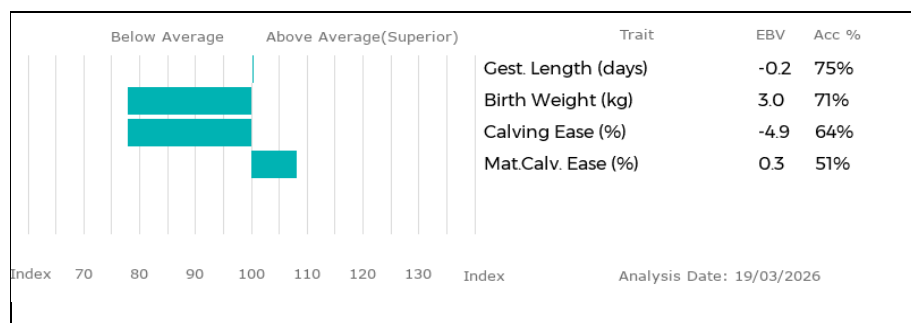 Below Average Above Average(Superior) Trait EBV Acc %
Gest. Length (days) -0.2 75%
Birth Weight (kg) 3.0 71%
Calving Ease (%) -4.9 64%
Mat.Calv. Ease (%) 0.3 51%
Index 70 80 90 100 110 120 130 Index Analysis Date: 19/03/2026